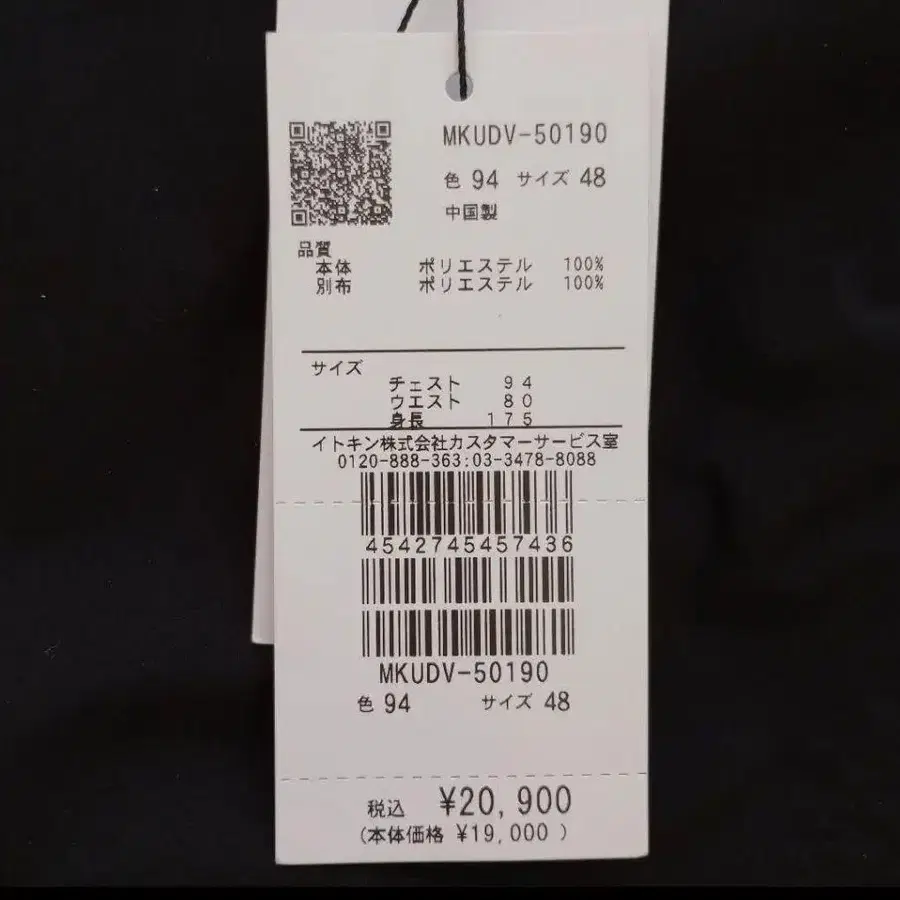 MKUDV-50190
色 94 サイズ 48
中国製
品質
本体 ポリエステル 100%
別布 ポリエステル 100%
サイズ
チェスト 94
ウエスト 80
身長 175
イトキン株式会社カスタマーサービス室
0120-888-363:03-3478-8088
4542745457436
MKUDV-50190
色 94 サイズ 48
税込 ¥20,900
(本体価格 ¥19,000 )